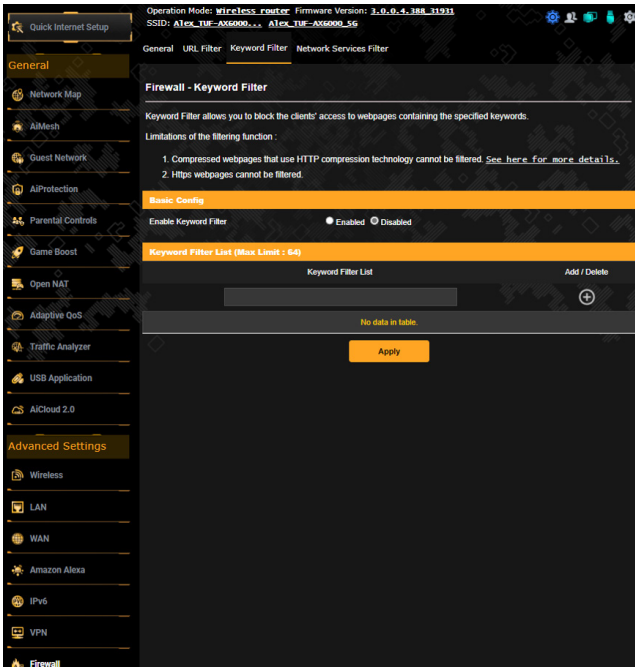 Operation Mode: Wireless router Firmware Version: 3.0.0.4.388_31931
SSID: Alex_TUF-AX6000... Alex_TUF-AX6000_5G
Quick Internet Setup
General URL Filter Keyword Filter Network Services Filter
General
Network Map
AiMesh
Guest Network
AiProtection
Parental Controls
Game Boost
Open NAT
Adaptive QoS
Traffic Analyzer
USB Application
AiCloud 2.0
Advanced Settings
Wireless
LAN
WAN
Amazon Alexa
IPv6
VPN
Firewall
Firewall - Keyword Filter
Keyword Filter allows you to block the clients' access to webpages containing the specified keywords.
Limitations of the filtering function :
1. Compressed webpages that use HTTP compression technology cannot be filtered. See here for more details.
2. Https webpages cannot be filtered.
Basic Config
Enable Keyword Filter Enabled Disabled
Keyword Filter List (Max Limit : 64)
Keyword Filter List Add / Delete
No data in table.
Apply